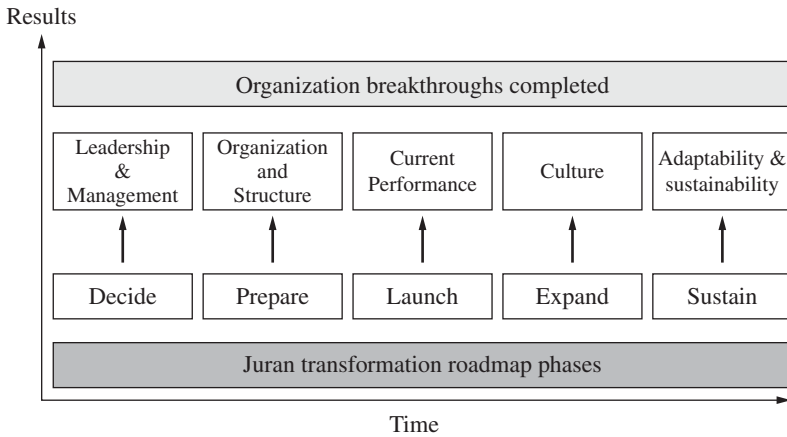 Results
Organization breakthroughs completed
Leadership
&
Management
Organization
and
Structure
Current
Performance
Culture
Adaptability &
sustainability
Decide
Prepare
Launch
Expand
Sustain
Juran transformation roadmap phases
Time